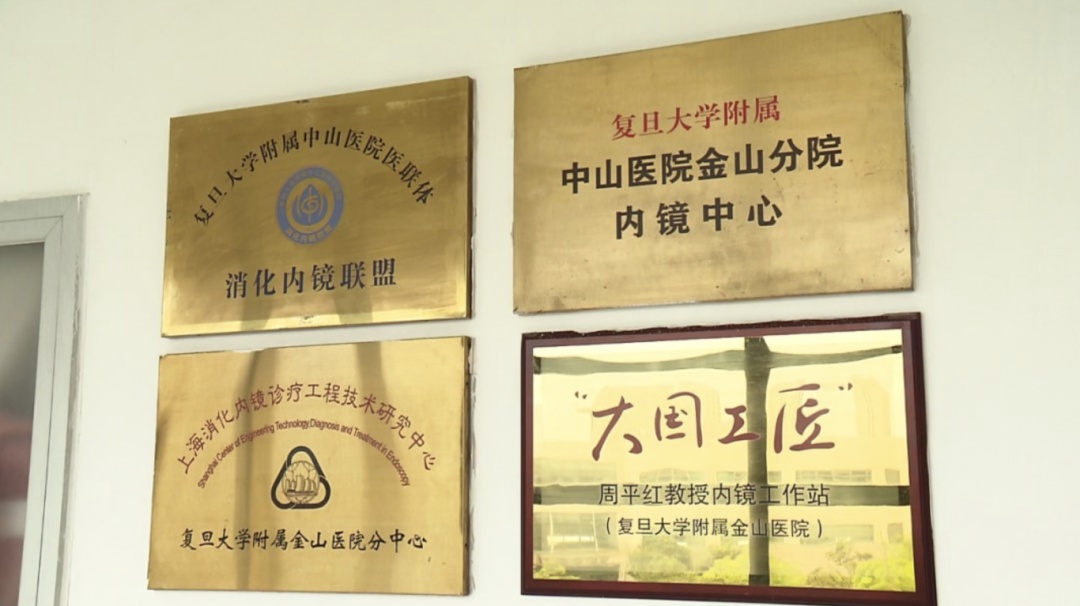 复旦大学附属中山医院医联体
消化内镜联盟
复旦大学附属
中山医院金山分院
内镜中心
上海消化内镜诊疗工程技术研究中心
Shanghai Center of Engineering Technology,Diagnosis and Treatment in Endoscopy
复旦大学附属金山医院分中心
“大国工匠”
周平红教授内镜工作站
（复旦大学附属金山医院）